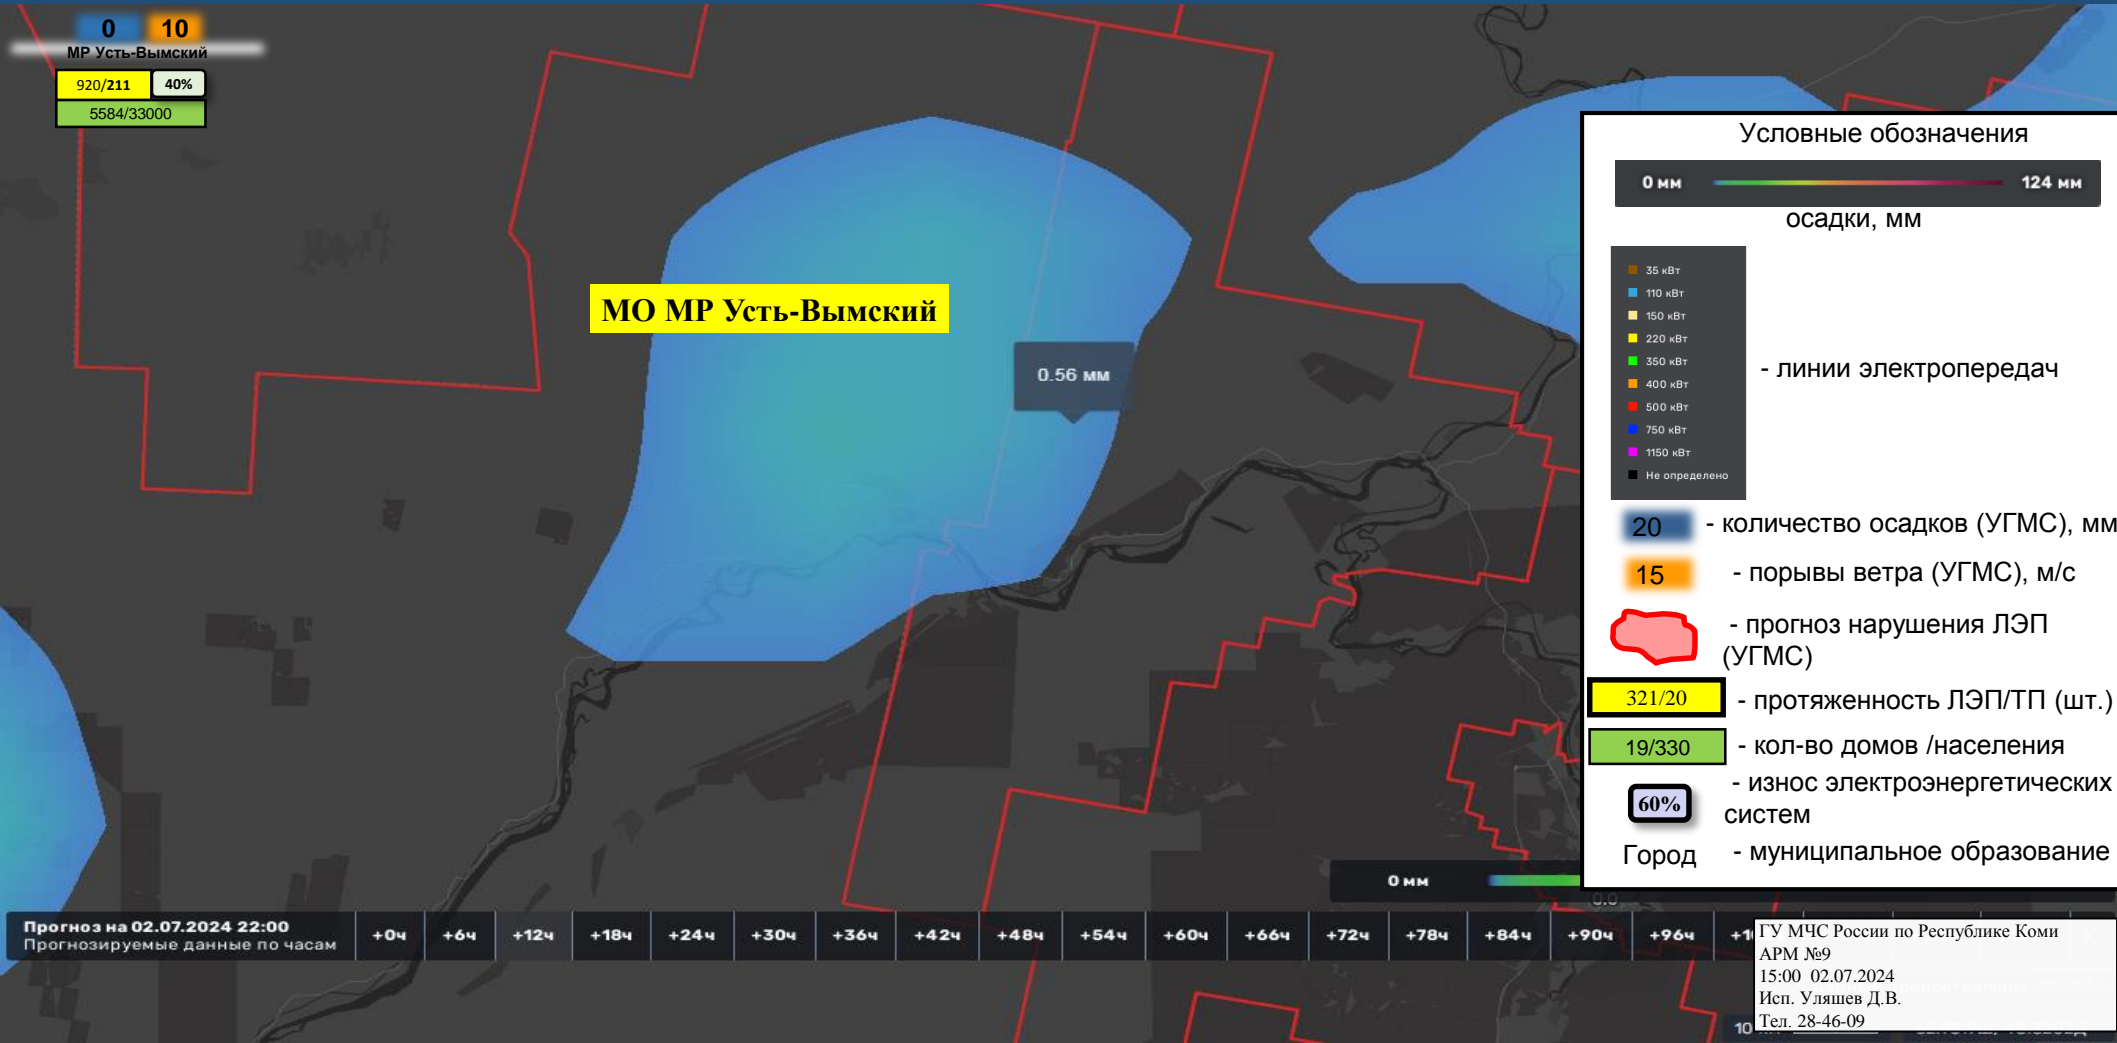 0 10
МР Усть-Вымский
920/211 40%
5584/33000
МО МР Усть-Вымский
0.56 мм
Условные обозначения
0 мм 124 мм
осадки, мм
35 кВт
110 кВт
150 кВт
220 кВт
350 кВт
400 кВт
500 кВт
750 кВт
1150 кВт
Не определено
- линии электропередач
20 - количество осадков (УГМС), мм
15 - порывы ветра (УГМС), м/с
- прогноз нарушения ЛЭП
(УГМС)
321/20 - протяженность ЛЭП/ТП (шт.)
19/330 - кол-во домов /населения
60% - износ электроэнергетических
систем
Город - муниципальное образование
0 мм
0.0
Прогноз на 02.07.2024 22:00
Прогнозируемые данные по часам
+0ч +6ч +12ч +18ч +24ч +30ч +36ч +42ч +48ч +54ч +60ч +66ч +72ч +78ч +84ч +90ч +96ч
ГУ МЧС России по Республике Коми
АРМ №9
15:00 02.07.2024
Исп. Уляшев Д.В.
Тел. 28-46-09
10